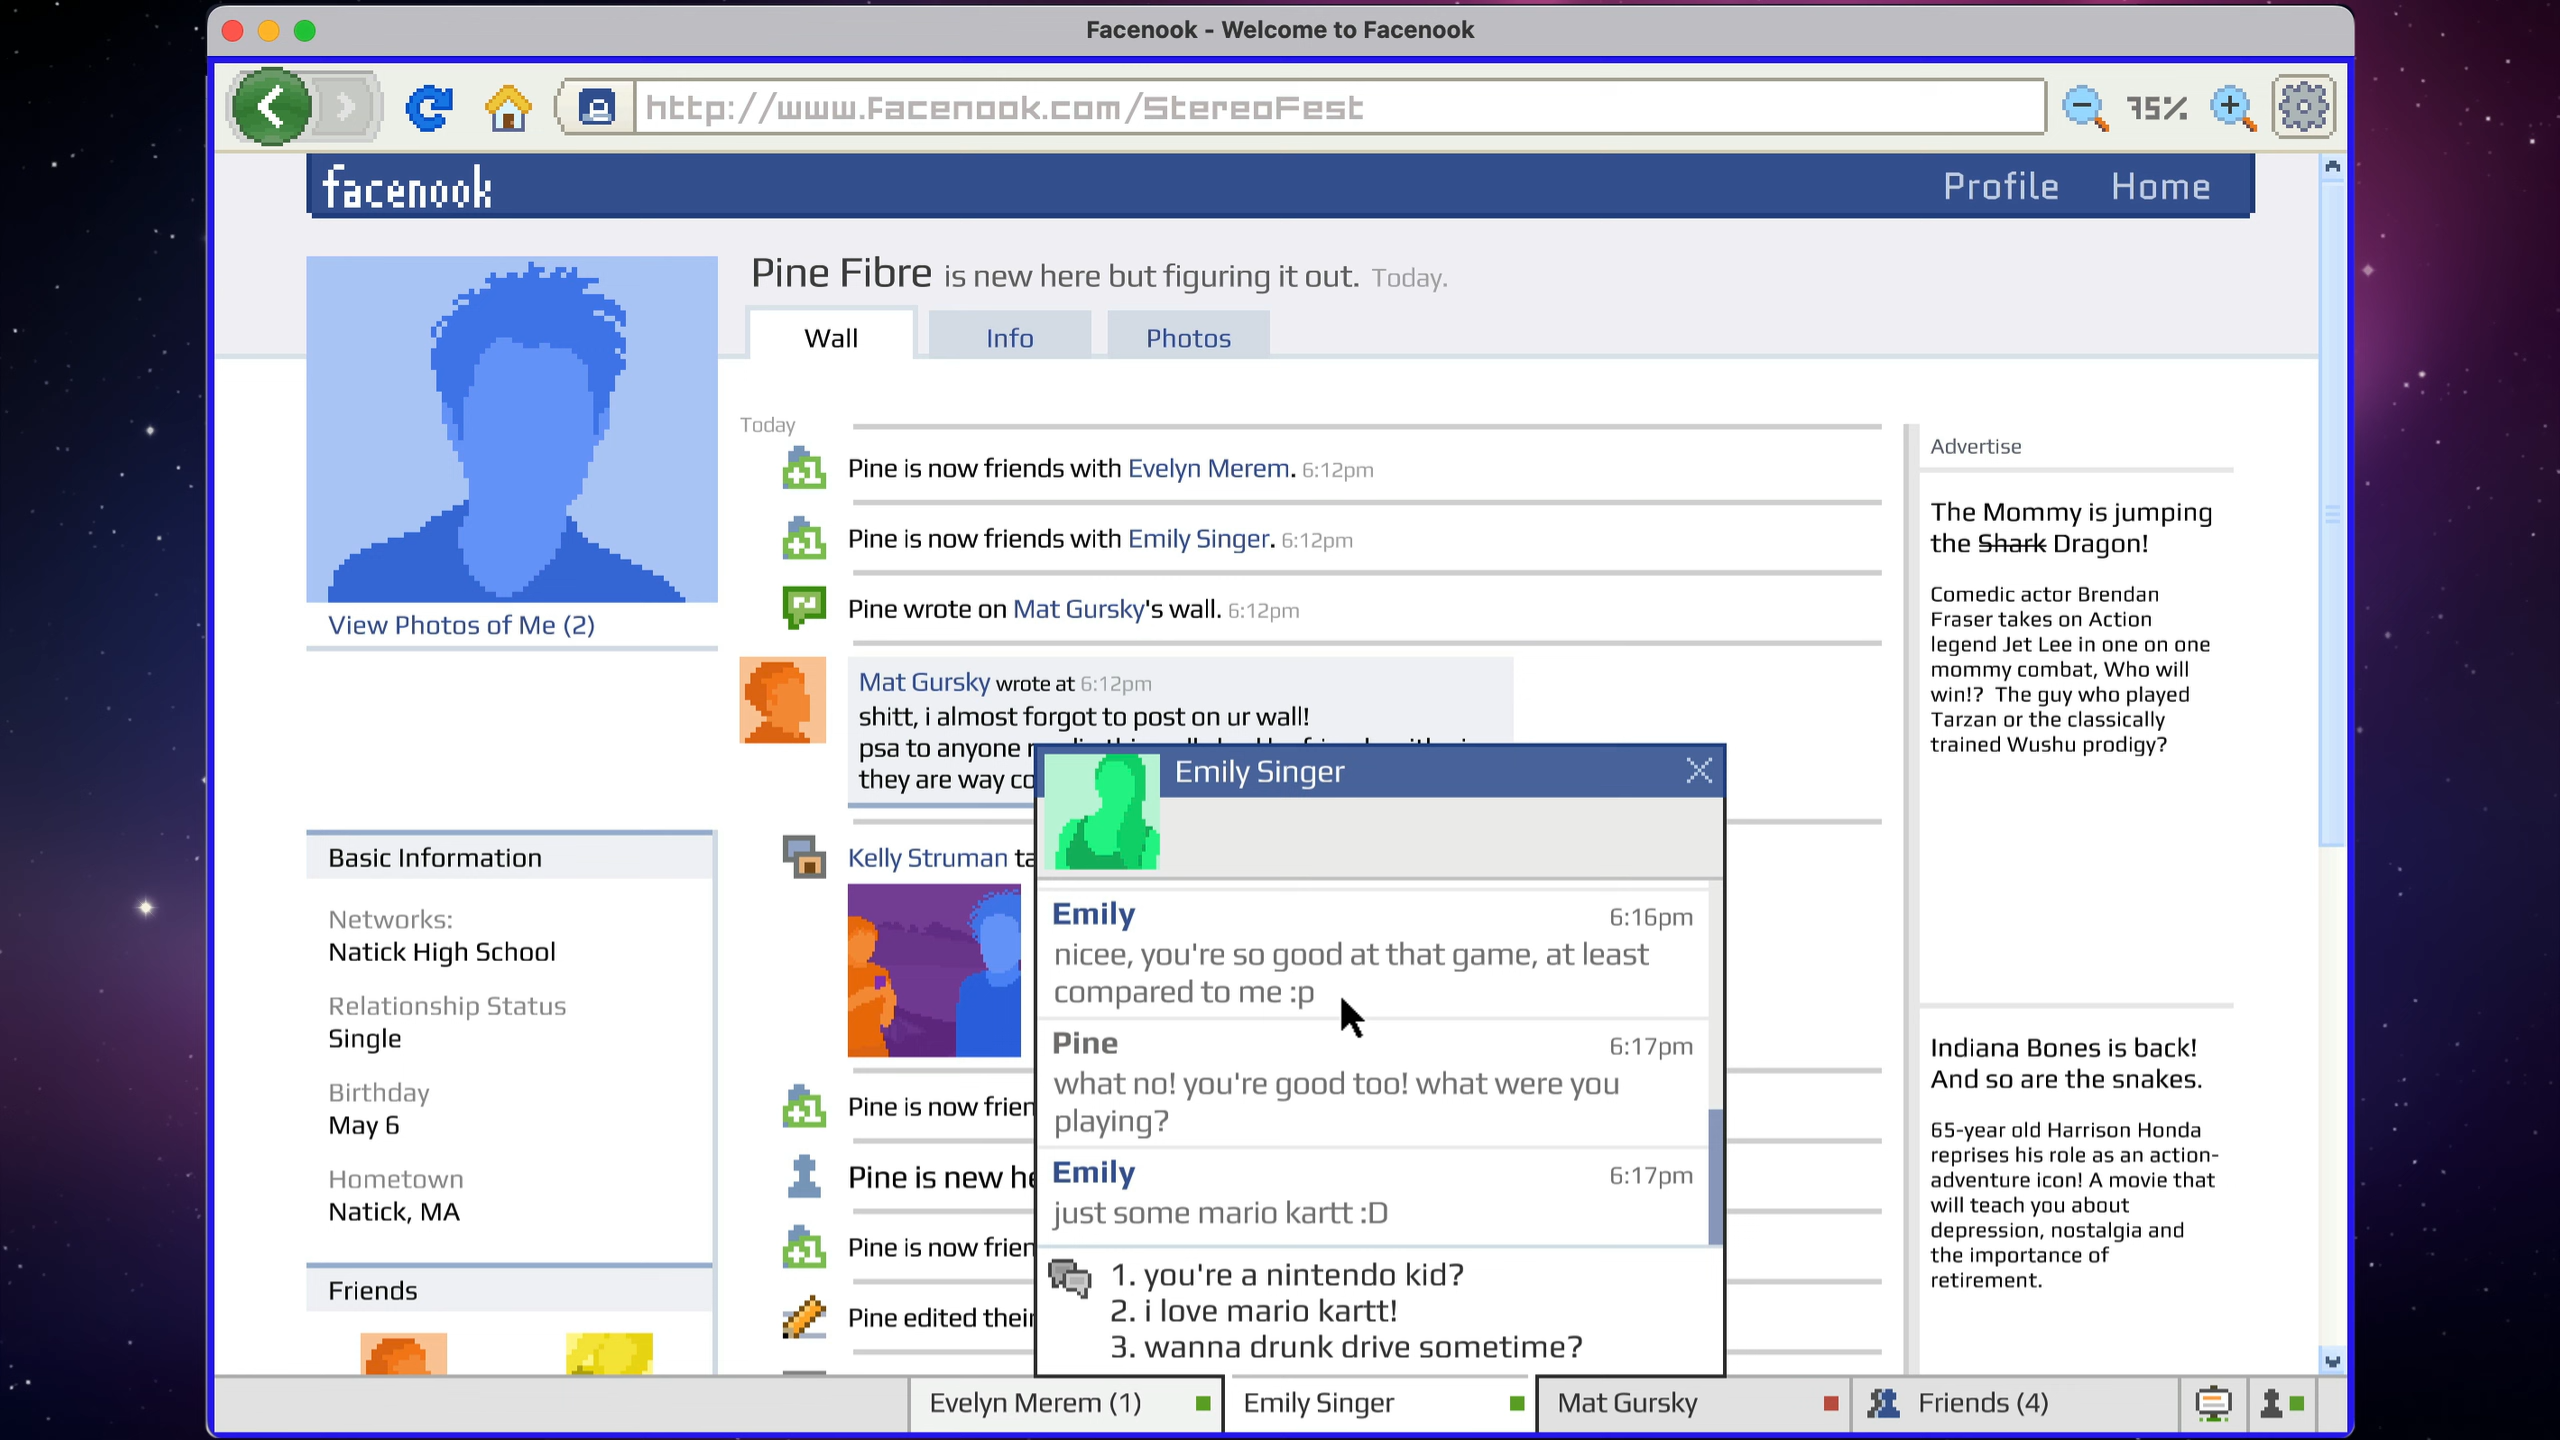 Facenook - Welcome to Facenook
http://www.facenook.com/StereoFest
75%
facenook
Profile
Home
Pine Fibre is new here but figuring it out. Today.
Wall
Info
Photos
View Photos of Me (2)
Basic Information
Networks:
Natick High School
Relationship Status
Single
Birthday
May 6
Hometown
Natick, MA
Friends
Today
Pine is now friends with Evelyn Merem. 6:12pm
Pine is now friends with Emily Singer. 6:12pm
Pine wrote on Mat Gursky's wall. 6:12pm
Mat Gursky wrote at 6:12pm
shitt, i almost forgot to post on ur wall!
psa to anyone
they are way co
Kelly Struman ta
Pine is now frien
Pine is new he
Pine is now frien
Pine edited their
Emily Singer
Emily 6:16pm
nicee, you're so good at that game, at least
compared to me :p
Pine 6:17pm
what no! you're good too! what were you
playing?
Emily 6:17pm
just some mario kartt :D
1. you're a nintendo kid?
2. i love mario kartt!
3. wanna drunk drive sometime?
Advertise
The Mommy is jumping
the Shark Dragon!
Comedic actor Brendan
Fraser takes on Action
legend Jet Lee in one on one
mommy combat, Who will
win!? The guy who played
Tarzan or the classically
trained Wushu prodigy?
Indiana Bones is back!
And so are the snakes.
65-year old Harrison Honda
reprises his role as an action-
adventure icon! A movie that
will teach you about
depression, nostalgia and
the importance of
retirement.
Evelyn Merem (1)
Emily Singer
Mat Gursky
Friends (4)